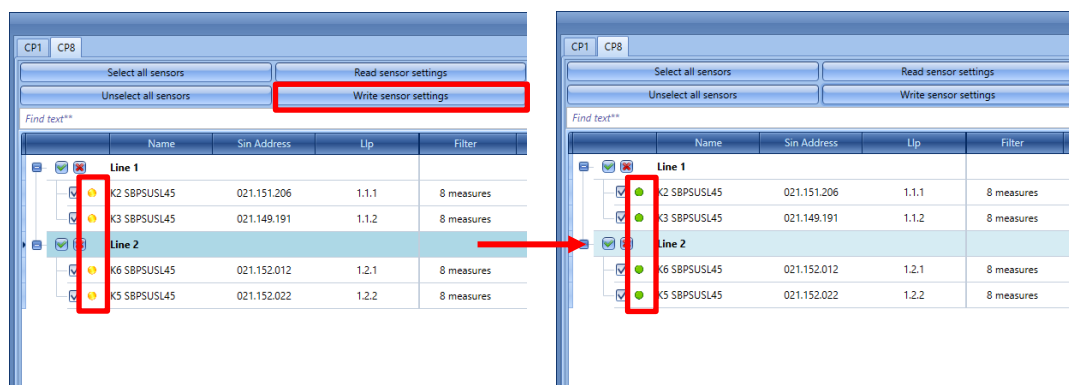 CP1 CP8
Select all sensors Read sensor settings
Unselect all sensors Write sensor settings
Find text**
Name Sin Address Llp Filter
Line 1
K2 SBPSUSL45 021.151.206 1.1.1 8 measures
K3 SBPSUSL45 021.149.191 1.1.2 8 measures
Line 2
K6 SBPSUSL45 021.152.012 1.2.1 8 measures
K5 SBPSUSL45 021.152.022 1.2.2 8 measures
CP1 CP8
Select all sensors Read sensor settings
Unselect all sensors Write sensor settings
Find text**
Name Sin Address Llp Filter
Line 1
K2 SBPSUSL45 021.151.206 1.1.1 8 measures
K3 SBPSUSL45 021.149.191 1.1.2 8 measures
Line 2
K6 SBPSUSL45 021.152.012 1.2.1 8 measures
K5 SBPSUSL45 021.152.022 1.2.2 8 measures